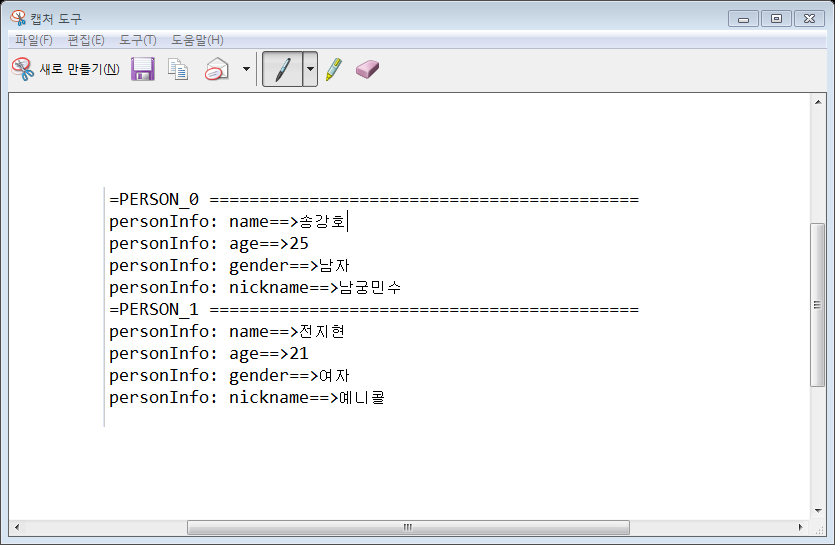 캡처 도구
파일(F) 편집(E) 도구(T) 도움말(H)
새로 만들기(N)
=PERSON_0 ===========================================
personInfo: name==>송강호
personInfo: age==>25
personInfo: gender==>남자
personInfo: nickname==>남궁민수
=PERSON_1 ===========================================
personInfo: name==>전지현
personInfo: age==>21
personInfo: gender==>여자
personInfo: nickname==>예니콜